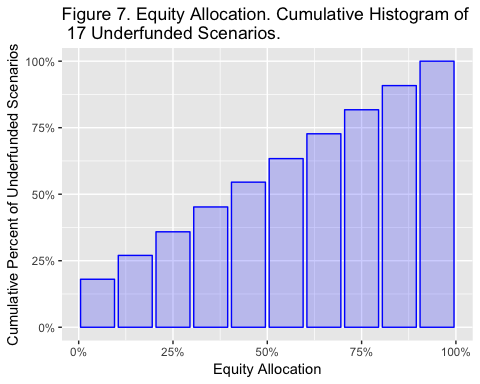 Figure 7. Equity Allocation. Cumulative Histogram of
17 Underfunded Scenarios.
Cumulative Percent of Underfunded Scenarios
100%
75%
50%
25%
0%
0%
25%
50%
75%
100%
Equity Allocation